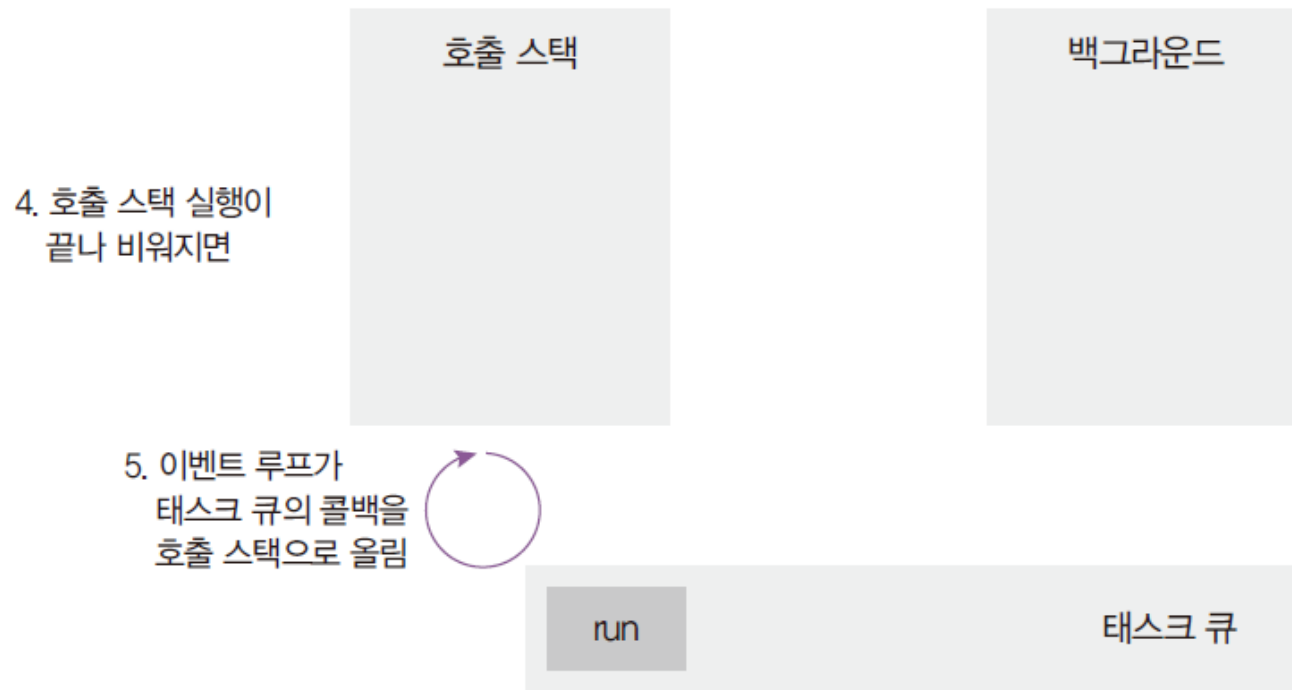 호출 스택
백그라운드
4. 호출 스택 실행이
끝나 비워지면
5. 이벤트 루프가
태스크 큐의 콜백을
호출 스택으로 올림
run
태스크 큐